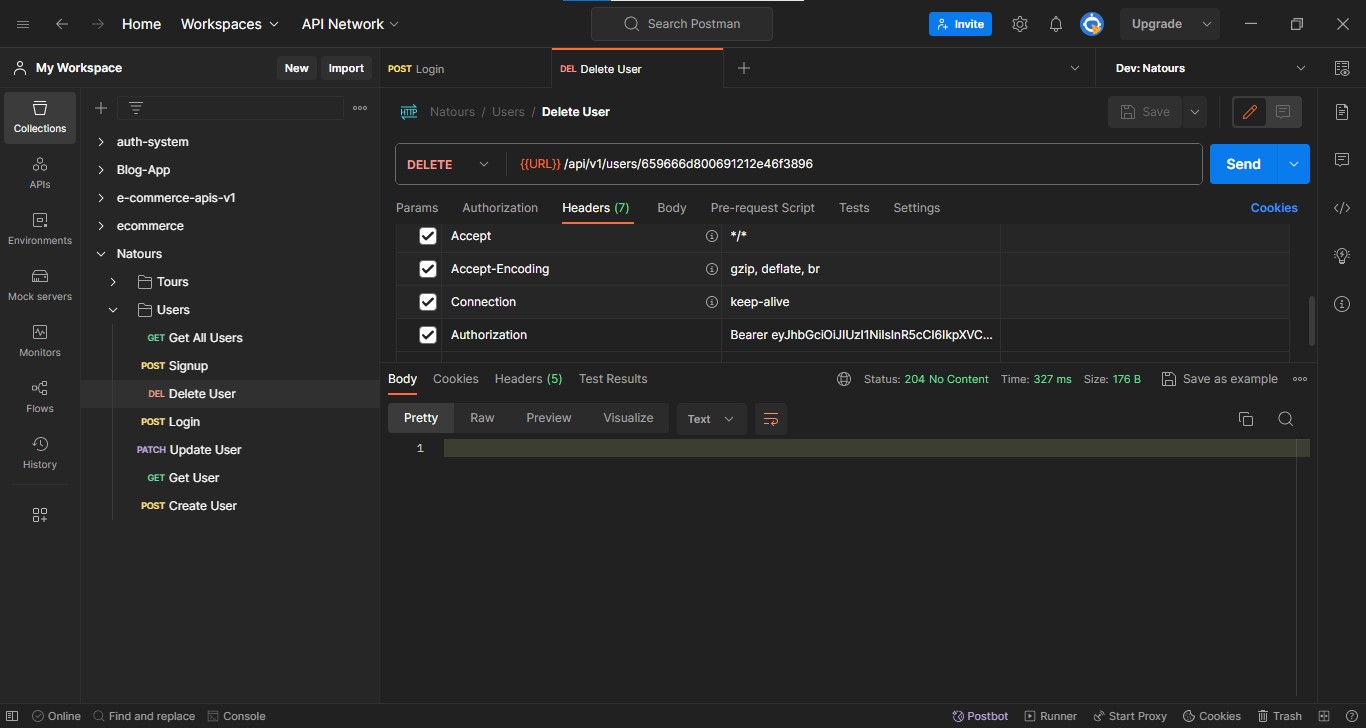 Home Workspaces API Network Search Postman Invite Upgrade
My Workspace New Import POST Login DEL Delete User Dev: Natours
Collections
APIs
Environments
Mock servers
Monitors
Flows
History
auth-system
Blog-App
e-commerce-apis-v1
ecommerce
Natours
Tours
Users
GET Get All Users
POST Signup
DEL Delete User
POST Login
PATCH Update User
GET Get User
POST Create User
HTTP Natours / Users / Delete User Save
DELETE {{URL}} /api/v1/users/659666d800691212e46f3896 Send
Params Authorization Headers (7) Body Pre-request Script Tests Settings Cookies
Accept */*
Accept-Encoding gzip, deflate, br
Connection keep-alive
Authorization Bearer eyJhbGciOiJIUzI1NiIsInR5cCI6IkpXVC...
Body Cookies Headers (5) Test Results Status: 204 No Content Time: 327 ms Size: 176 B Save as example
Pretty Raw Preview Visualize Text
1
Online Find and replace Console Postbot Runner Start Proxy Cookies Trash